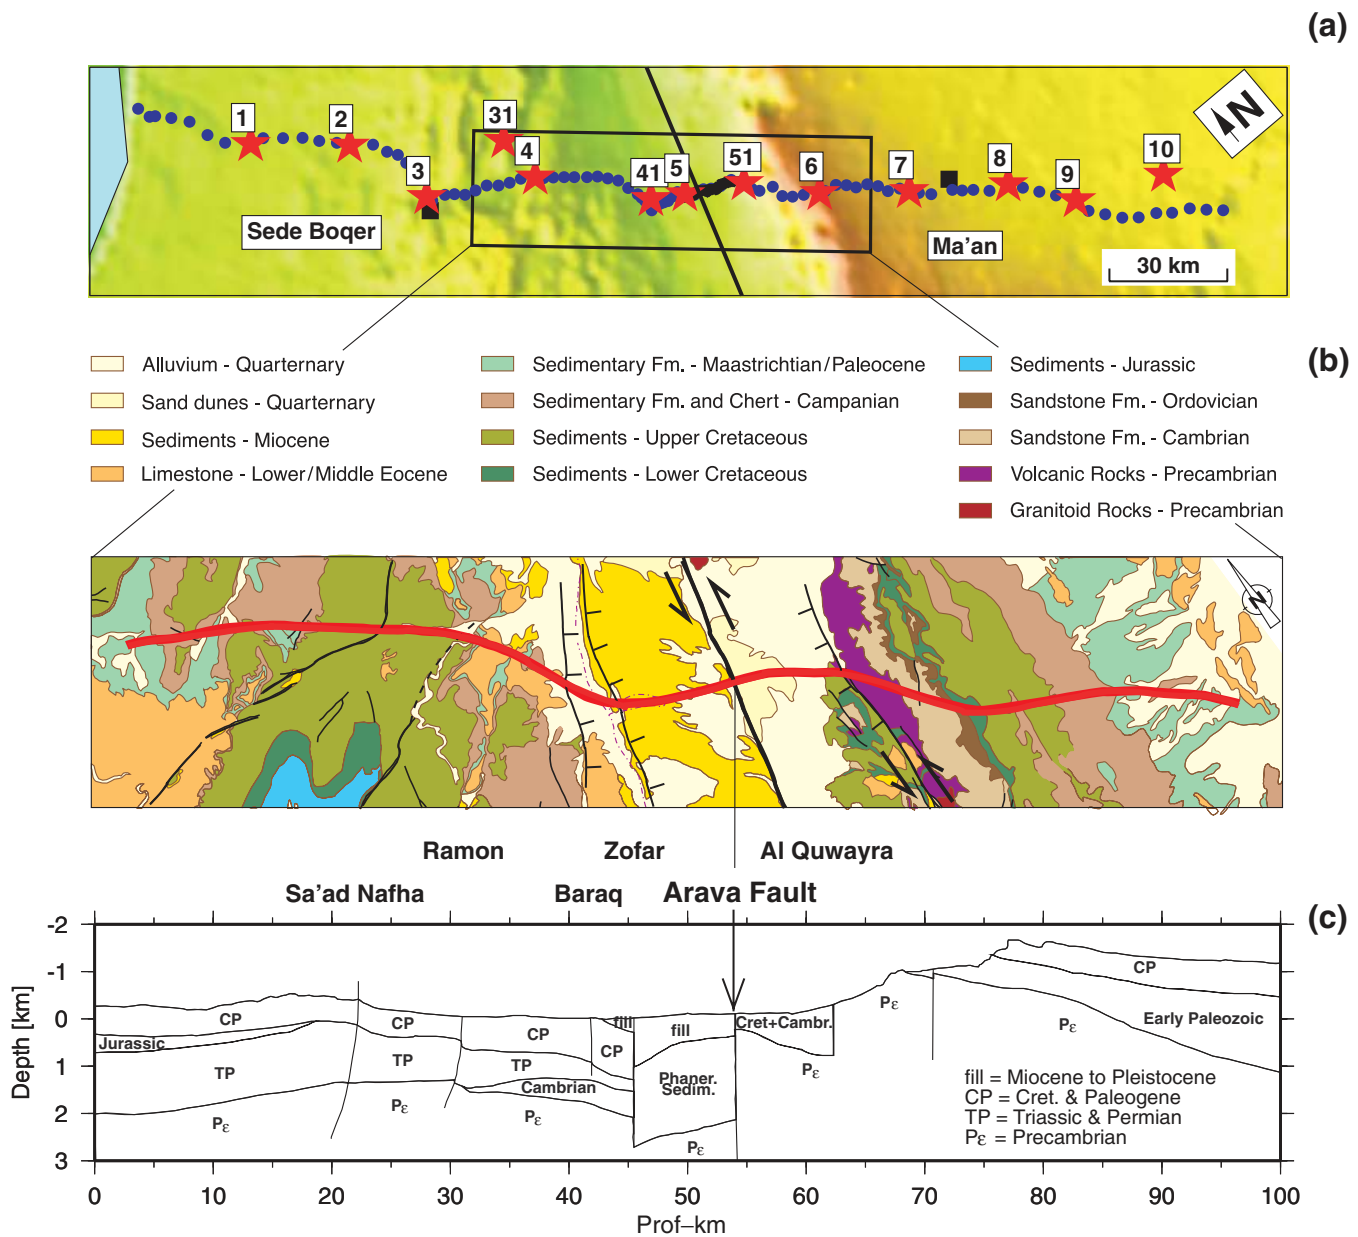 (a)
N
1
2
3
31
4
41
5
51
6
7
8
9
10
Sede Boqer
Ma'an
30 km
(b)
Alluvium - Quarternary
Sand dunes - Quarternary
Sediments - Miocene
Limestone - Lower/Middle Eocene
Sedimentary Fm. - Maastrichtian/Paleocene
Sedimentary Fm. and Chert - Campanian
Sediments - Upper Cretaceous
Sediments - Lower Cretaceous
Sediments - Jurassic
Sandstone Fm. - Ordovician
Sandstone Fm. - Cambrian
Volcanic Rocks - Precambrian
Granitoid Rocks - Precambrian
N
Ramon Zofar Al Quwayra
Sa'ad Nafha Baraq Arava Fault
(c)
Depth [km]
-2
-1
0
1
2
3
CP
Jurassic
TP
Pε
CP
TP
Pε
CP
TP
Cambrian
Pε
fill
CP
fill
Phaner.
Sedim.
Pε
Cret+Cambr.
Pε
Pε
CP
Early Paleozoic
Pε
fill = Miocene to Pleistocene
CP = Cret. & Paleogene
TP = Triassic & Permian
Pε = Precambrian
0 10 20 30 40 50 60 70 80 90 100
Prof–km